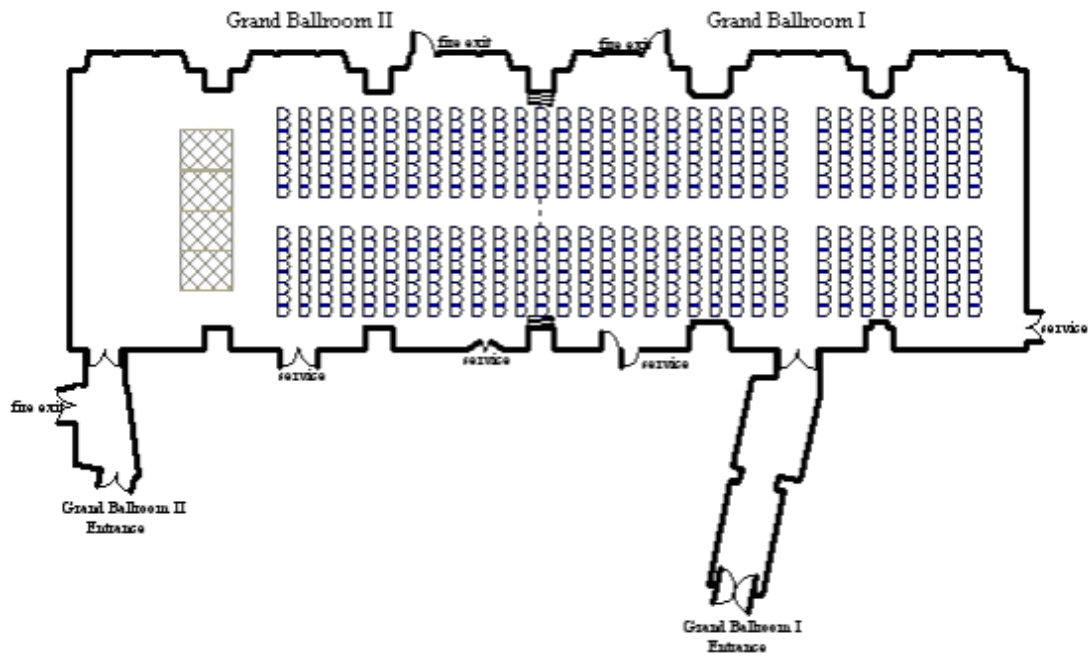 Grand Ballroom II
Grand Ballroom I
fire exit
fire exit
service
service
service
service
fire exit
Grand Ballroom II
Entrance
Grand Ballroom I
Entrance